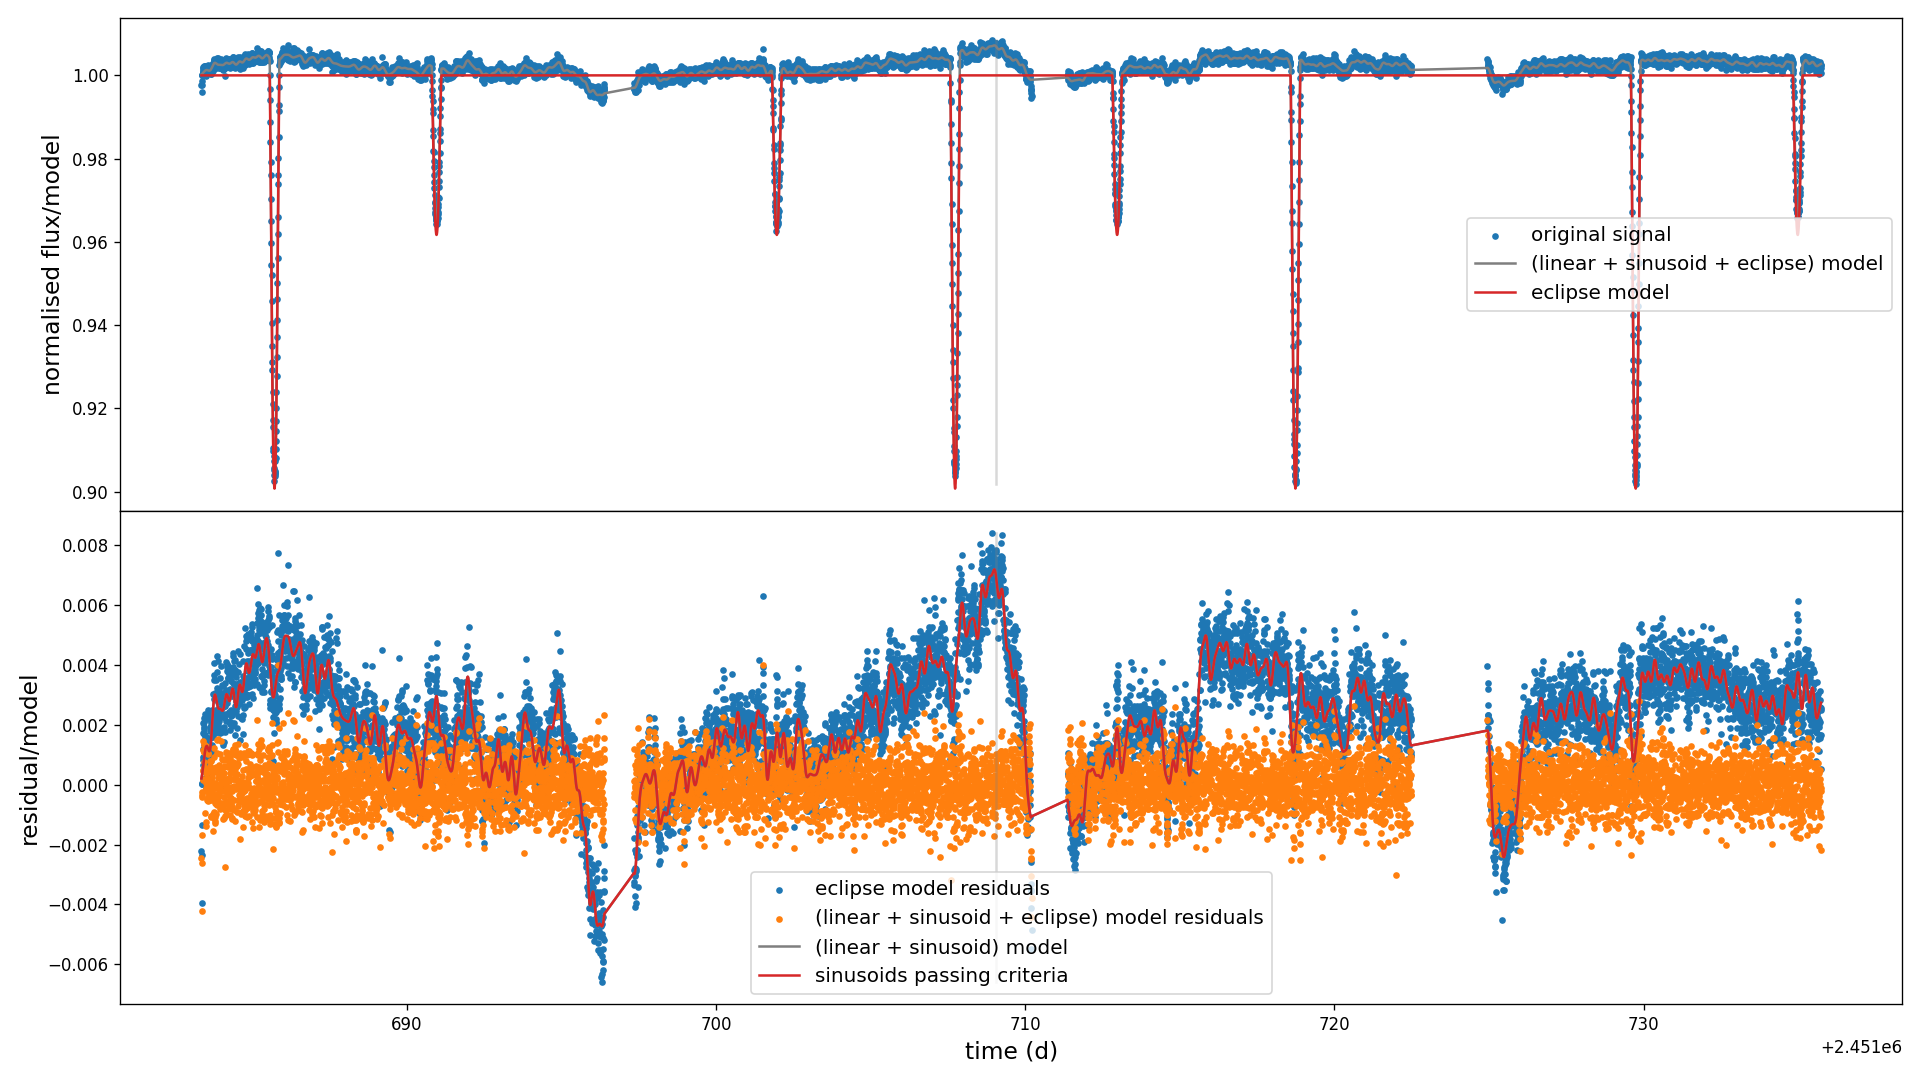 normalised flux/model
1.00
0.98
0.96
0.94
0.92
0.90
original signal
(linear + sinusoid + eclipse) model
eclipse model
residual/model
0.008
0.006
0.004
0.002
0.000
−0.002
−0.004
−0.006
eclipse model residuals
(linear + sinusoid + eclipse) model residuals
(linear + sinusoid) model
sinusoids passing criteria
690
700
710
720
730
time (d)
+2.451e6